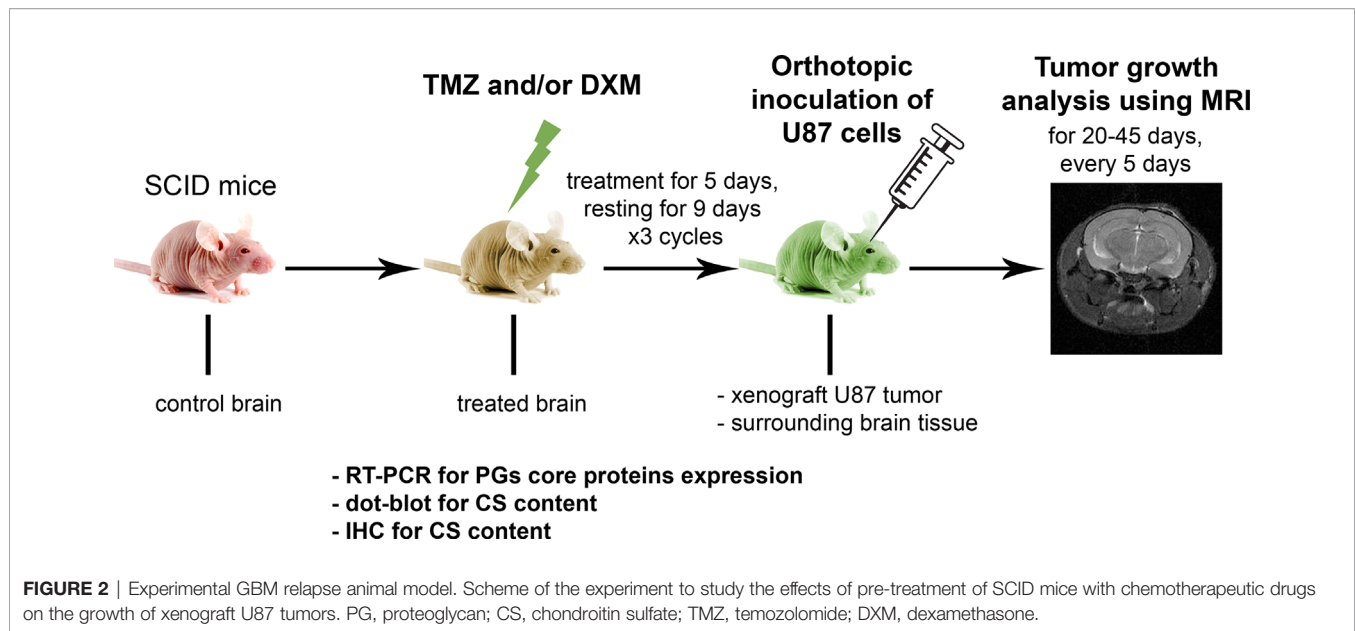 SCID mice
TMZ and/or DXM
treatment for 5 days,
resting for 9 days
x3 cycles
Orthotopic
inoculation of
U87 cells
Tumor growth
analysis using MRI
for 20-45 days,
every 5 days
control brain
treated brain
- xenograft U87 tumor
- surrounding brain tissue
- RT-PCR for PGs core proteins expression
- dot-blot for CS content
- IHC for CS content
FIGURE 2 | Experimental GBM relapse animal model. Scheme of the experiment to study the effects of pre-treatment of SCID mice with chemotherapeutic drugs
on the growth of xenograft U87 tumors. PG, proteoglycan; CS, chondroitin sulfate; TMZ, temozolomide; DXM, dexamethasone.